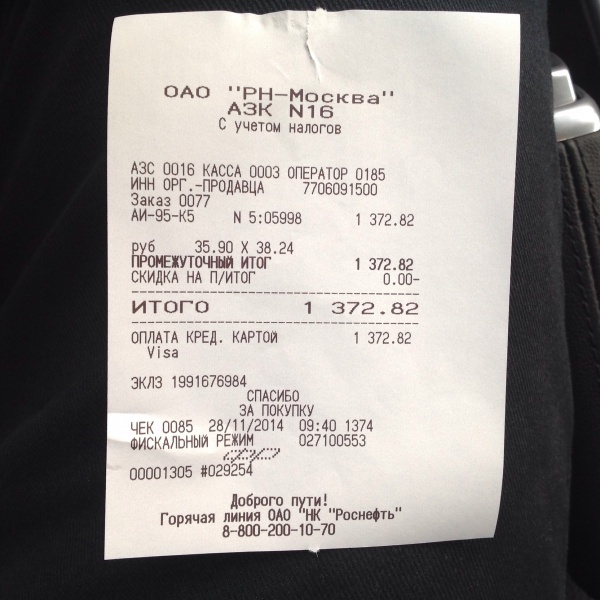 ОАО "РН-Москва"
АЗК N16
С учетом налогов
АЗС 0016 КАССА 0003 ОПЕРАТОР 0185
ИНН ОРГ.-ПРОДАВЦА 7706091500
Заказ 0077
АИ-95-К5 N 5:05998 1 372.82
руб 35.90 X 38.24
ПРОМЕЖУТОЧНЫЙ ИТОГ 1 372.82
СКИДКА НА П/ИТОГ 0.00-
ИТОГО 1 372.82
ОПЛАТА КРЕД. КАРТОЙ 1 372.82
Visa
ЭКЛЗ 1991676984
СПАСИБО
ЗА ПОКУПКУ
ЧЕК 0085 28/11/2014 09:40 1374
ФИСКАЛЬНЫЙ РЕЖИМ 027100553
00001305 #029254
Доброго пути!
Горячая линия ОАО "НК "Роснефть"
8-800-200-10-70